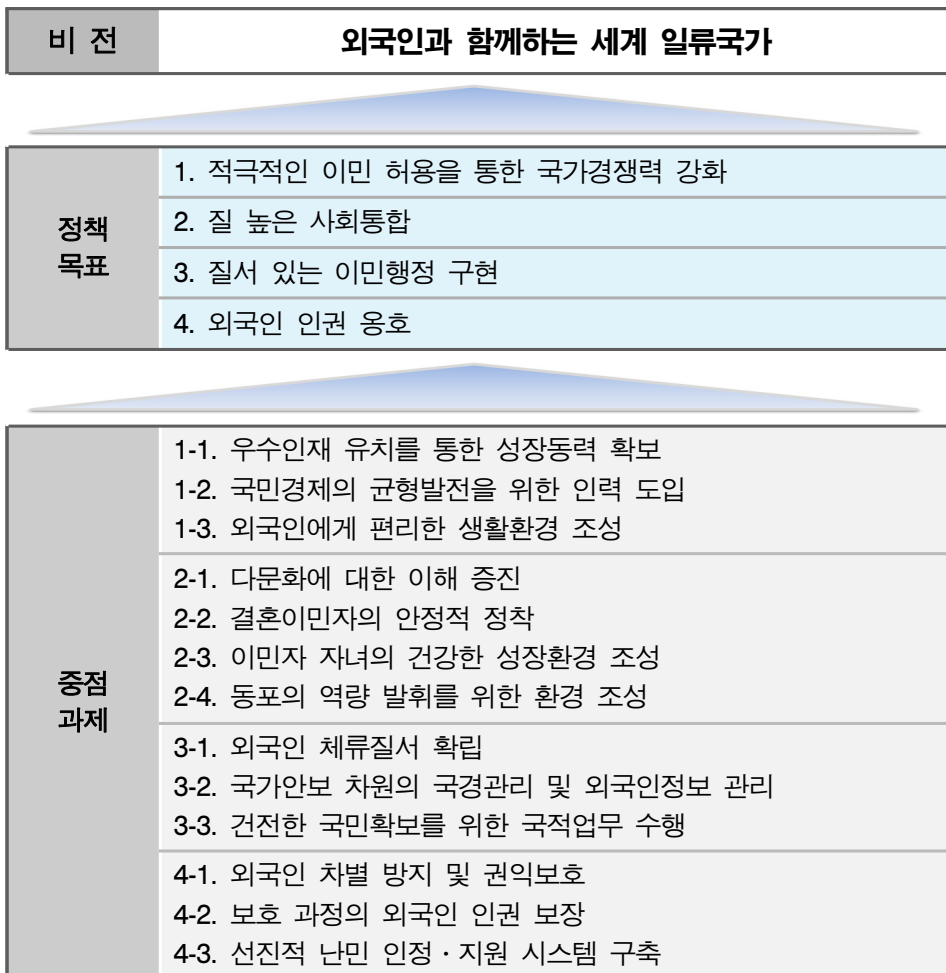 비 전
외국인과 함께하는 세계 일류국가
정책
목표
1. 적극적인 이민 허용을 통한 국가경쟁력 강화
2. 질 높은 사회통합
3. 질서 있는 이민행정 구현
4. 외국인 인권 옹호
중점
과제
1-1. 우수인재 유치를 통한 성장동력 확보
1-2. 국민경제의 균형발전을 위한 인력 도입
1-3. 외국인에게 편리한 생활환경 조성
2-1. 다문화에 대한 이해 증진
2-2. 결혼이민자의 안정적 정착
2-3. 이민자 자녀의 건강한 성장환경 조성
2-4. 동포의 역량 발휘를 위한 환경 조성
3-1. 외국인 체류질서 확립
3-2. 국가안보 차원의 국경관리 및 외국인정보 관리
3-3. 건전한 국민확보를 위한 국적업무 수행
4-1. 외국인 차별 방지 및 권익보호
4-2. 보호 과정의 외국인 인권 보장
4-3. 선진적 난민 인정·지원 시스템 구축